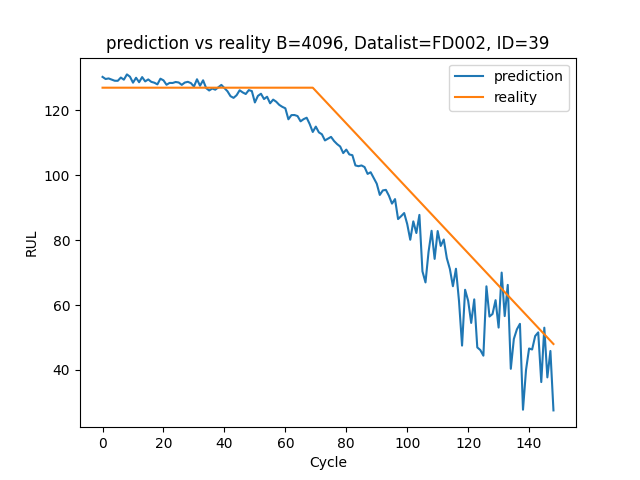 prediction vs reality B=4096, Datalist=FD002, ID=39
prediction
reality
RUL
120
100
80
60
40
0 20 40 60 80 100 120 140
Cycle